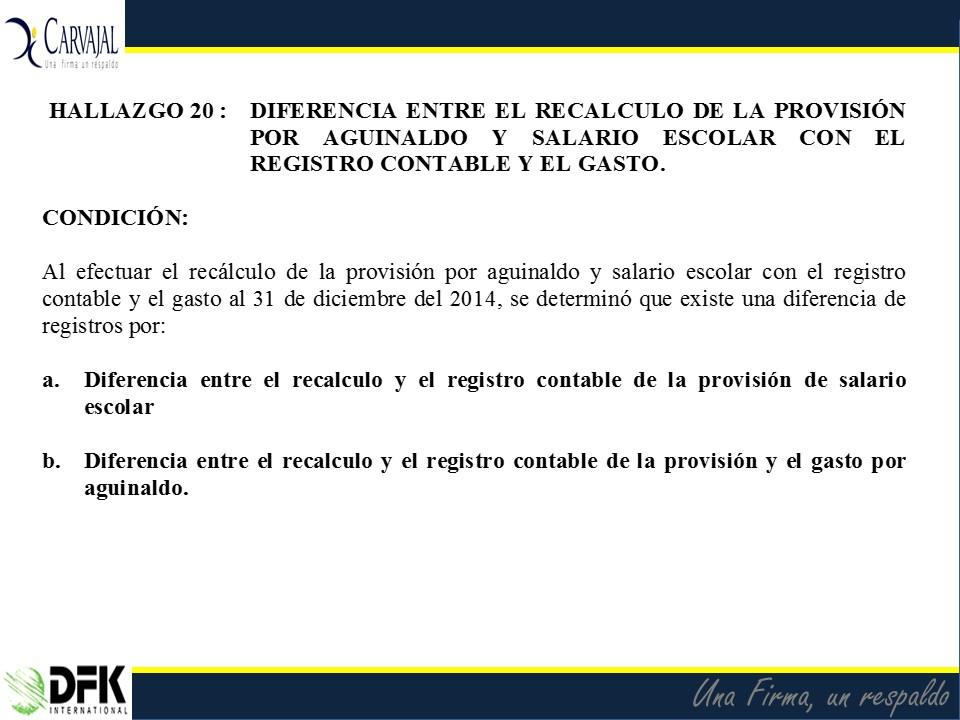 CARVAJAL
Una firma un respaldo
HALLAZGO 20 : DIFERENCIA ENTRE EL RECALCULO DE LA PROVISIÓN
POR AGUINALDO Y SALARIO ESCOLAR CON EL
REGISTRO CONTABLE Y EL GASTO.
CONDICIÓN:
Al efectuar el recálculo de la provisión por aguinaldo y salario escolar con el registro
contable y el gasto al 31 de diciembre del 2014, se determinó que existe una diferencia de
registros por:
a. Diferencia entre el recalculo y el registro contable de la provisión de salario
escolar
b. Diferencia entre el recalculo y el registro contable de la provisión y el gasto por
aguinaldo.
DFK
INTERNATIONAL
Una Firma, un respaldo